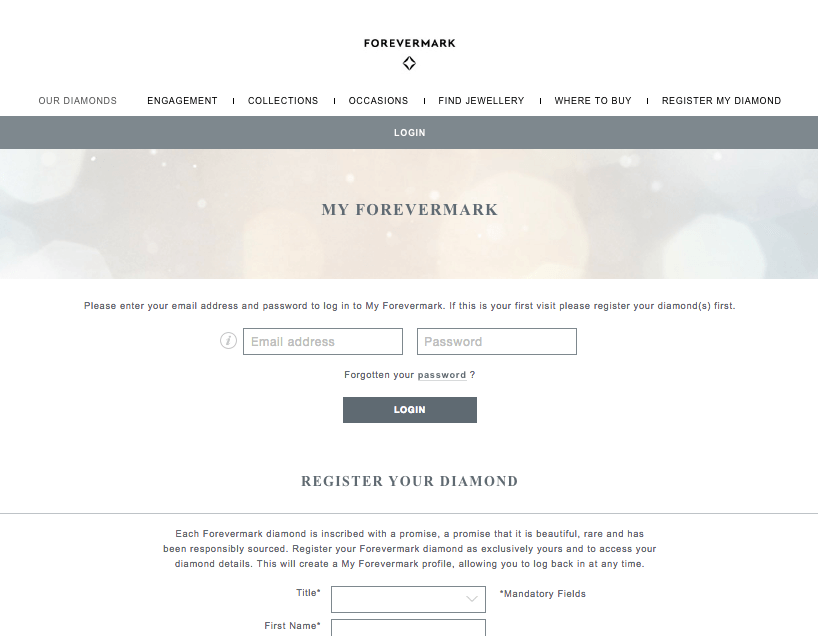 FOREVERMARK
OUR DIAMONDS ENGAGEMENT COLLECTIONS OCCASIONS FIND JEWELLERY WHERE TO BUY REGISTER MY DIAMOND
LOGIN
MY FOREVERMARK
Please enter your email address and password to log in to My Forevermark. If this is your first visit please register your diamond(s) first.
i Email address Password
Forgotten your password ?
LOGIN
REGISTER YOUR DIAMOND
Each Forevermark diamond is inscribed with a promise, a promise that it is beautiful, rare and has
been responsibly sourced. Register your Forevermark diamond as exclusively yours and to access your
diamond details. This will create a My Forevermark profile, allowing you to log back in at any time.
Title* *Mandatory Fields
First Name*